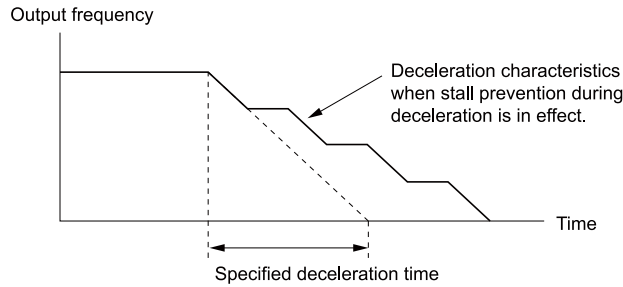 Output frequency
Deceleration characteristics
when stall prevention during
deceleration is in effect.
Time
Specified deceleration time